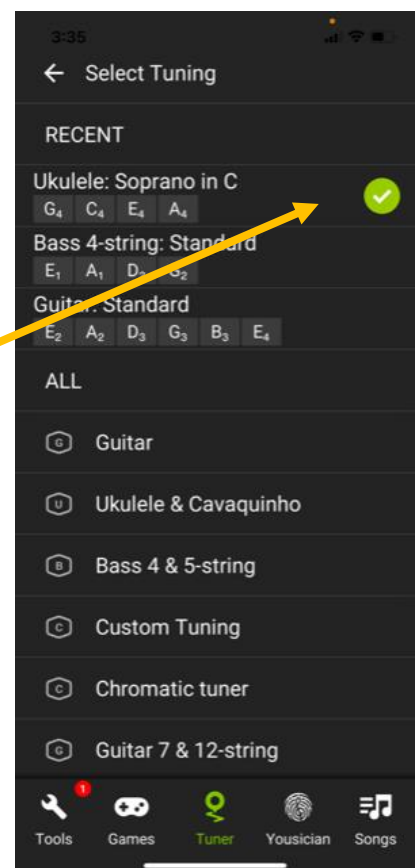 3:35
Select Tuning
RECENT
Ukulele: Soprano in C
G₄ C₄ E₄ A₄
Bass 4-string: Standard
E₁ A₁ D₂ G₂
Guitar: Standard
E₂ A₂ D₃ G₃ B₃ E₄
ALL
G Guitar
U Ukulele & Cavaquinho
B Bass 4 & 5-string
C Custom Tuning
C Chromatic tuner
G Guitar 7 & 12-string
1
Tools Games Tuner Yousician Songs